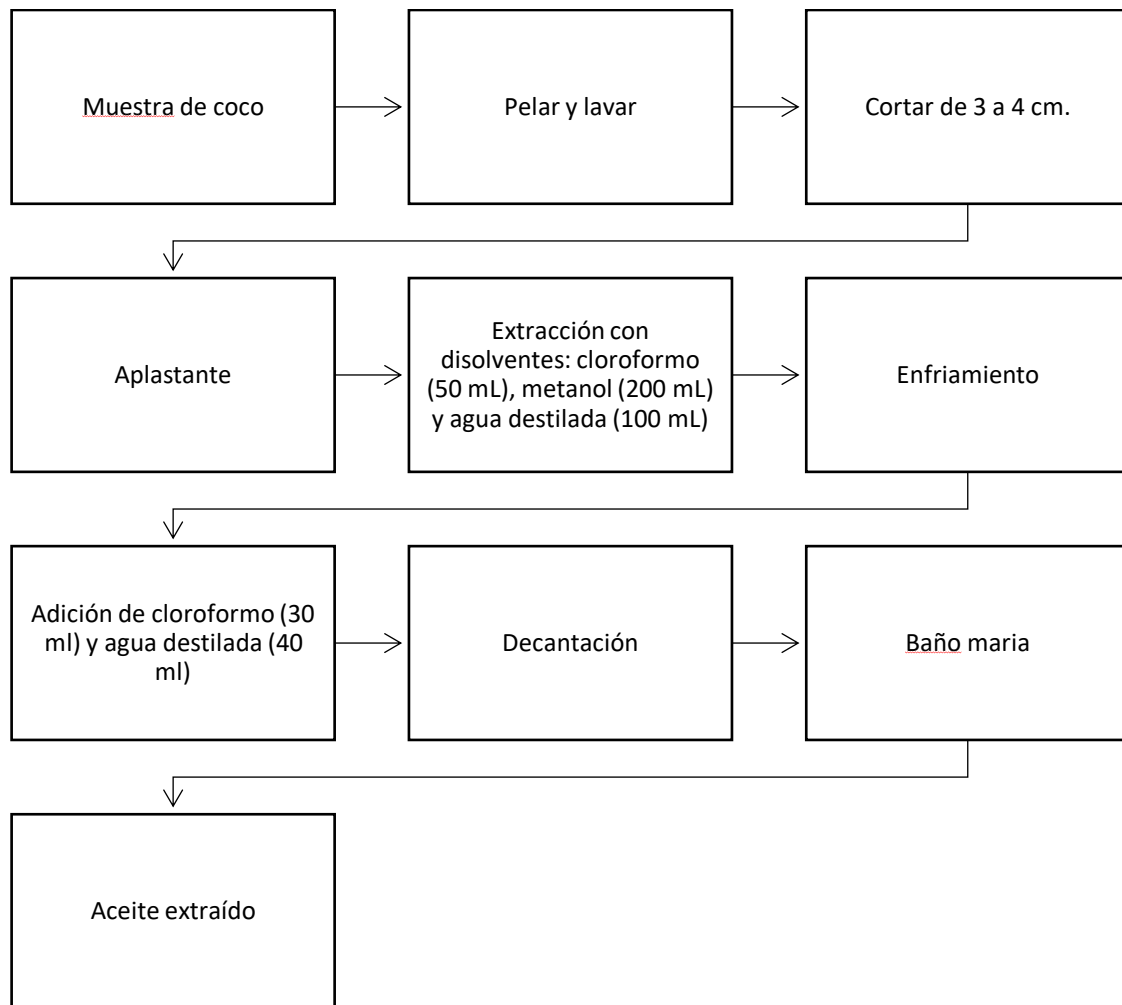 Muestra de coco
Pelar y lavar
Cortar de 3 a 4 cm.
Aplastante
Extracción con
disolventes: cloroformo
(50 mL), metanol (200 mL)
y agua destilada (100 mL)
Enfriamiento
Adición de cloroformo (30
ml) y agua destilada (40
ml)
Decantación
Baño maria
Aceite extraído